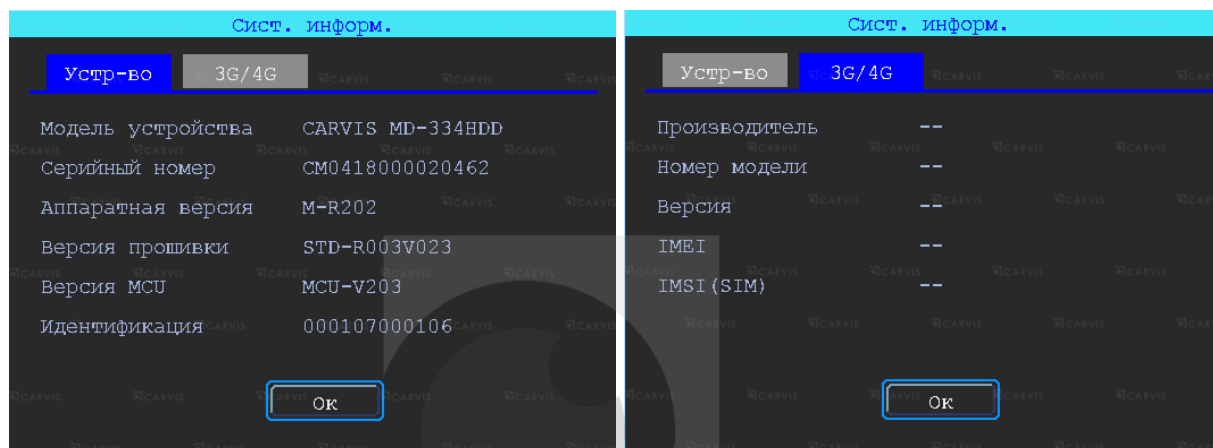 Сист. информ.
Устр-во 3G/4G
Модель устройства CARVIS MD-334HDD
Серийный номер CM0418000020462
Аппаратная версия M-R202
Версия прошивки STD-R003V023
Версия MCU MCU-V203
Идентификация 000107000106
Ок
Сист. информ.
Устр-во 3G/4G
Производитель --
Номер модели --
Версия --
IMEI --
IMSI(SIM) --
Ок